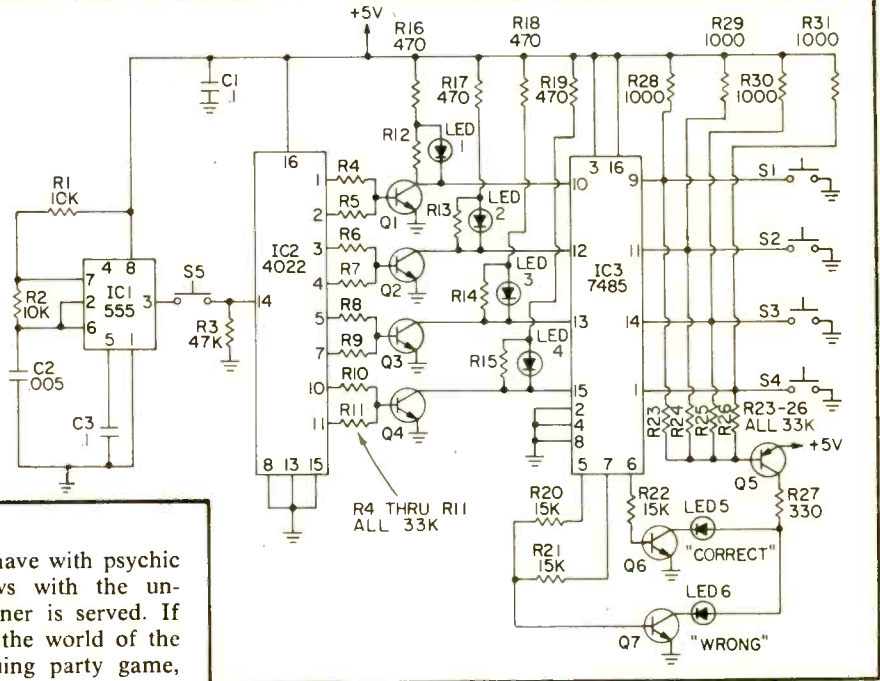 +5V
R16
470
R18
470
R29
1000
R31
1000
R17
470
R19
470
R28
1000
R30
1000
C1
.1
R12
LED
1
R1
10K
16
3 16
1
R4
9
S1
10
2
R5
Q1
R13
LED
2
4 8
7
R2
10K
2
IC1
555
3
S5
IC2
4022
3
R6
12
11
S2
4
R7
Q2
LED
3
IC3
7485
6
14
R3
47K
5
R8
R14
13
14
S3
5 1
7
R9
Q3
LED
4
C2
.005
10
R10
R15
1
S4
11
R11
Q4
15
2
4
8
R23
R24
R25
R26
R23-26
ALL 33K
C3
.1
8 13 15
5 7 6
+5V
Q5
R4 THRU R11
ALL 33K
R20
15K
R22
15K
LED5
R27
330
R21
15K
Q6
"CORRECT"
LED6
Q7
"WRONG"
have with psychic
ws with the un-
ner is served. If
the world of the
uing party game,